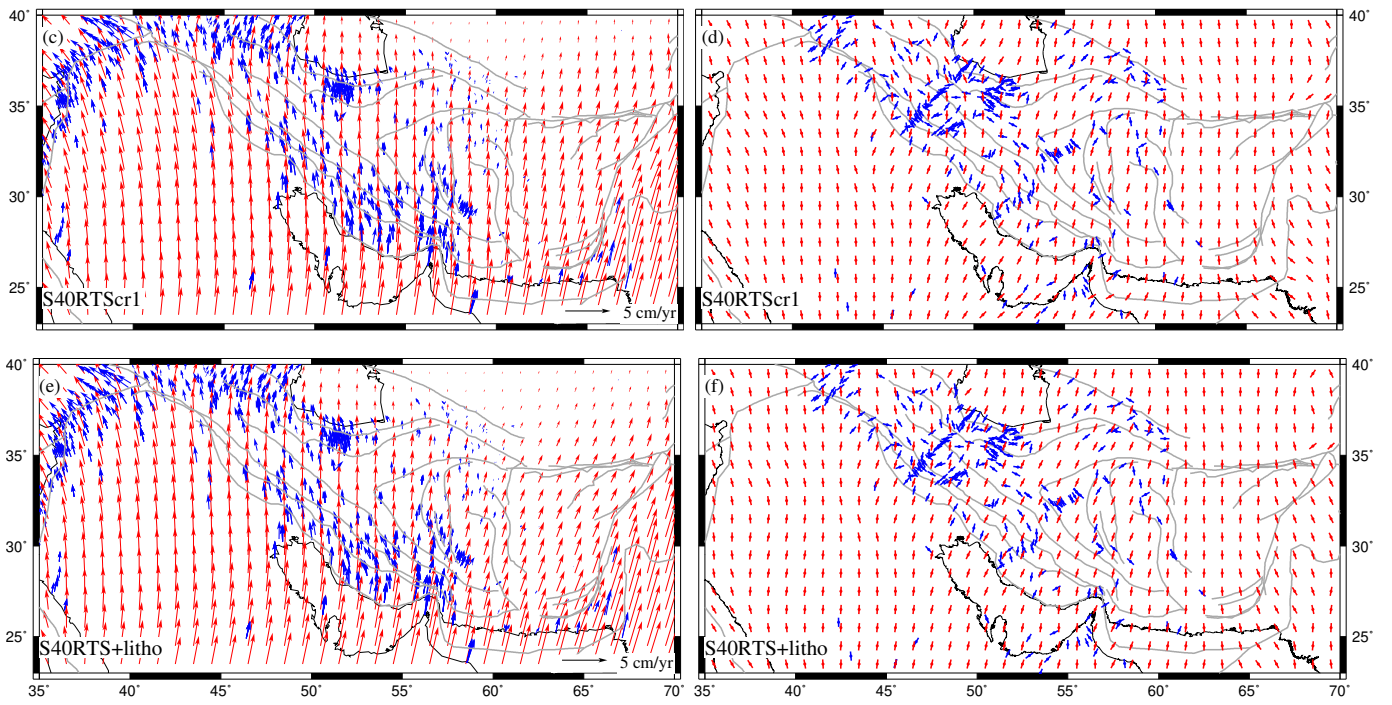 40° (c) (d) 40°
35° 35°
30° 30°
25° S40RTScr1 5 cm/yr S40RTScr1 25°
40° (e) (f) 40°
35° 35°
30° 30°
25° S40RTS+litho 5 cm/yr S40RTS+litho 25°
35° 40° 45° 50° 55° 60° 65° 70° 35° 40° 45° 50° 55° 60° 65° 70°